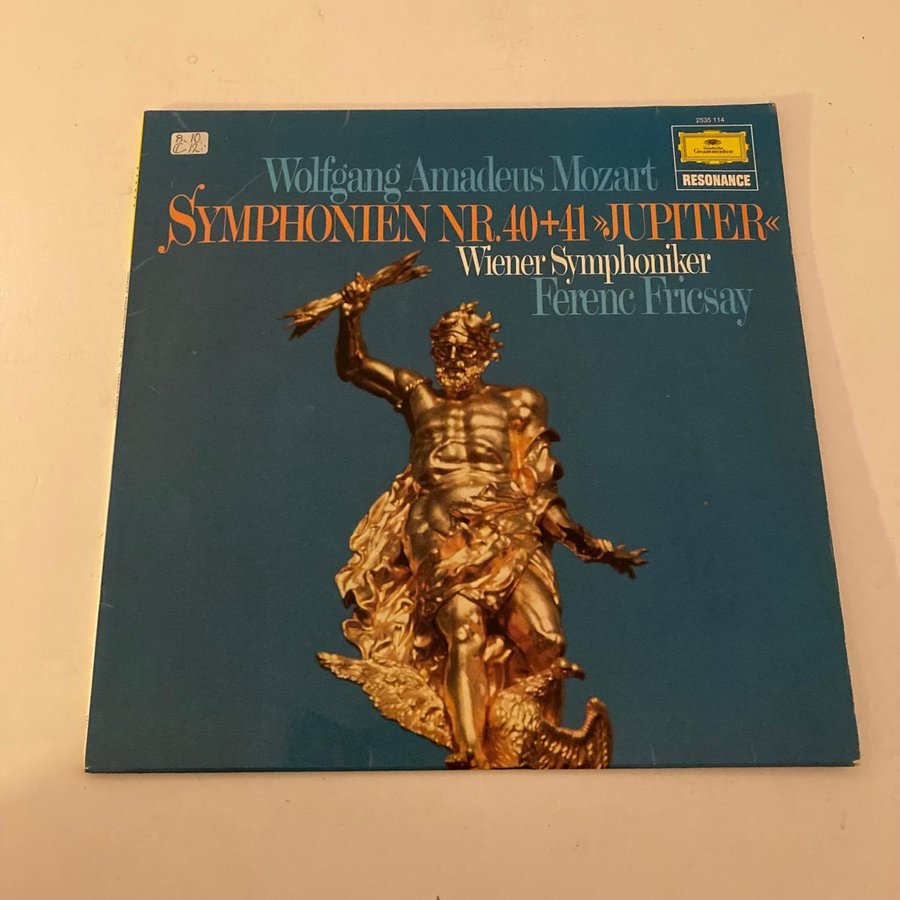 2535 114
Deutsche
Grammophon
RESONANCE
Wolfgang Amadeus Mozart
SYMPHONIEN NR.40+41 »JUPITER«
Wiener Symphoniker
Ferenc Fricsay